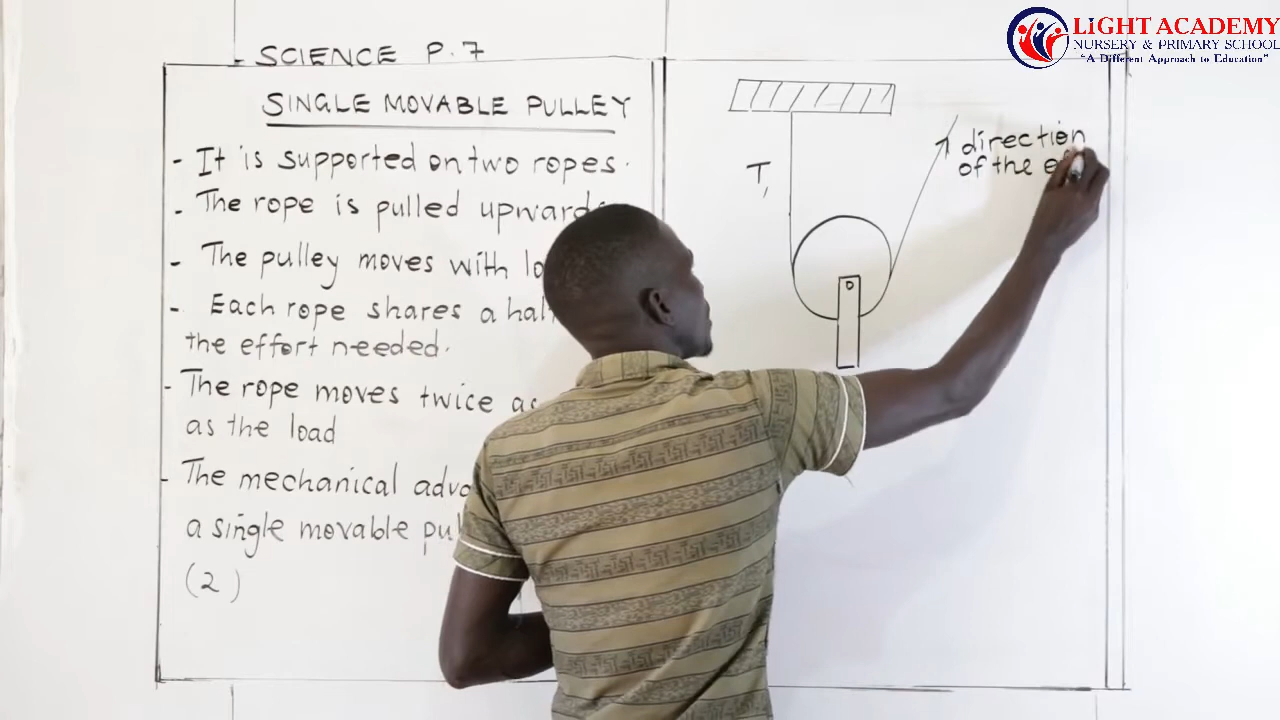 LIGHT ACADEMY
NURSERY & PRIMARY SCHOOL
"A Different Approach to Education"
- SCIENCE P.7
SINGLE MOVABLE PULLEY
- It is supported on two ropes.
- The rope is pulled upwards
- The pulley moves with
- Each rope shares a
the effort needed.
- The rope moves twice as
as the load
- The mechanical
a single movable
(2)
T₁
direction
of the